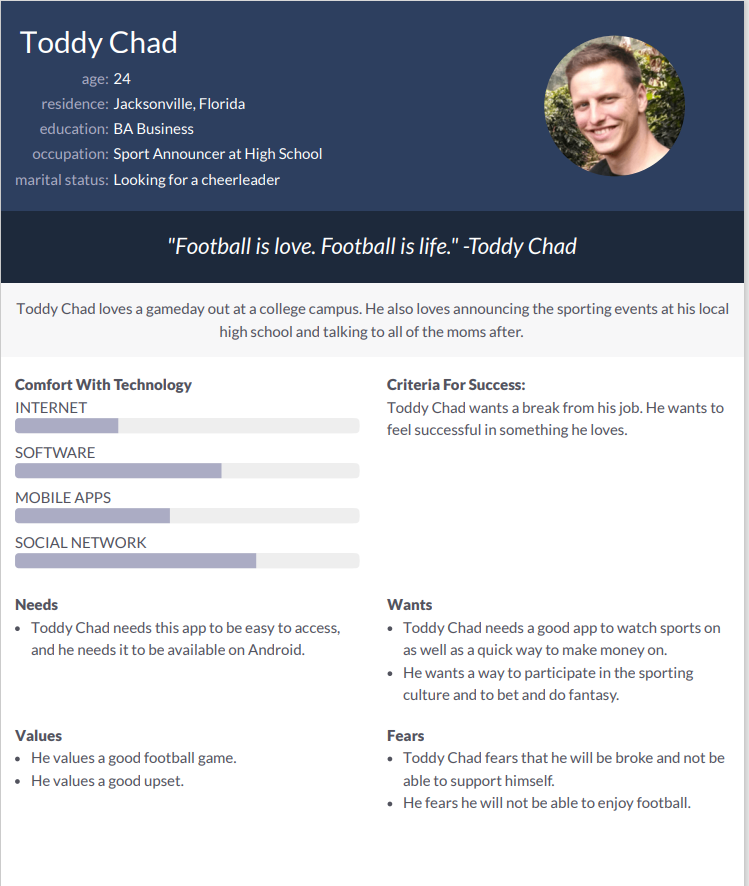 Toddy Chad
age: 24
residence: Jacksonville, Florida
education: BA Business
occupation: Sport Announcer at High School
marital status: Looking for a cheerleader
"Football is love. Football is life." -Toddy Chad
Toddy Chad loves a gameday out at a college campus. He also loves announcing the sporting events at his local
high school and talking to all of the moms after.
Comfort With Technology
INTERNET
SOFTWARE
MOBILE APPS
SOCIAL NETWORK
Criteria For Success:
Toddy Chad wants a break from his job. He wants to
feel successful in something he loves.
Needs
• Toddy Chad needs this app to be easy to access,
and he needs it to be available on Android.
Wants
• Toddy Chad needs a good app to watch sports on
as well as a quick way to make money on.
• He wants a way to participate in the sporting
culture and to bet and do fantasy.
Values
• He values a good football game.
• He values a good upset.
Fears
• Toddy Chad fears that he will be broke and not be
able to support himself.
• He fears he will not be able to enjoy football.